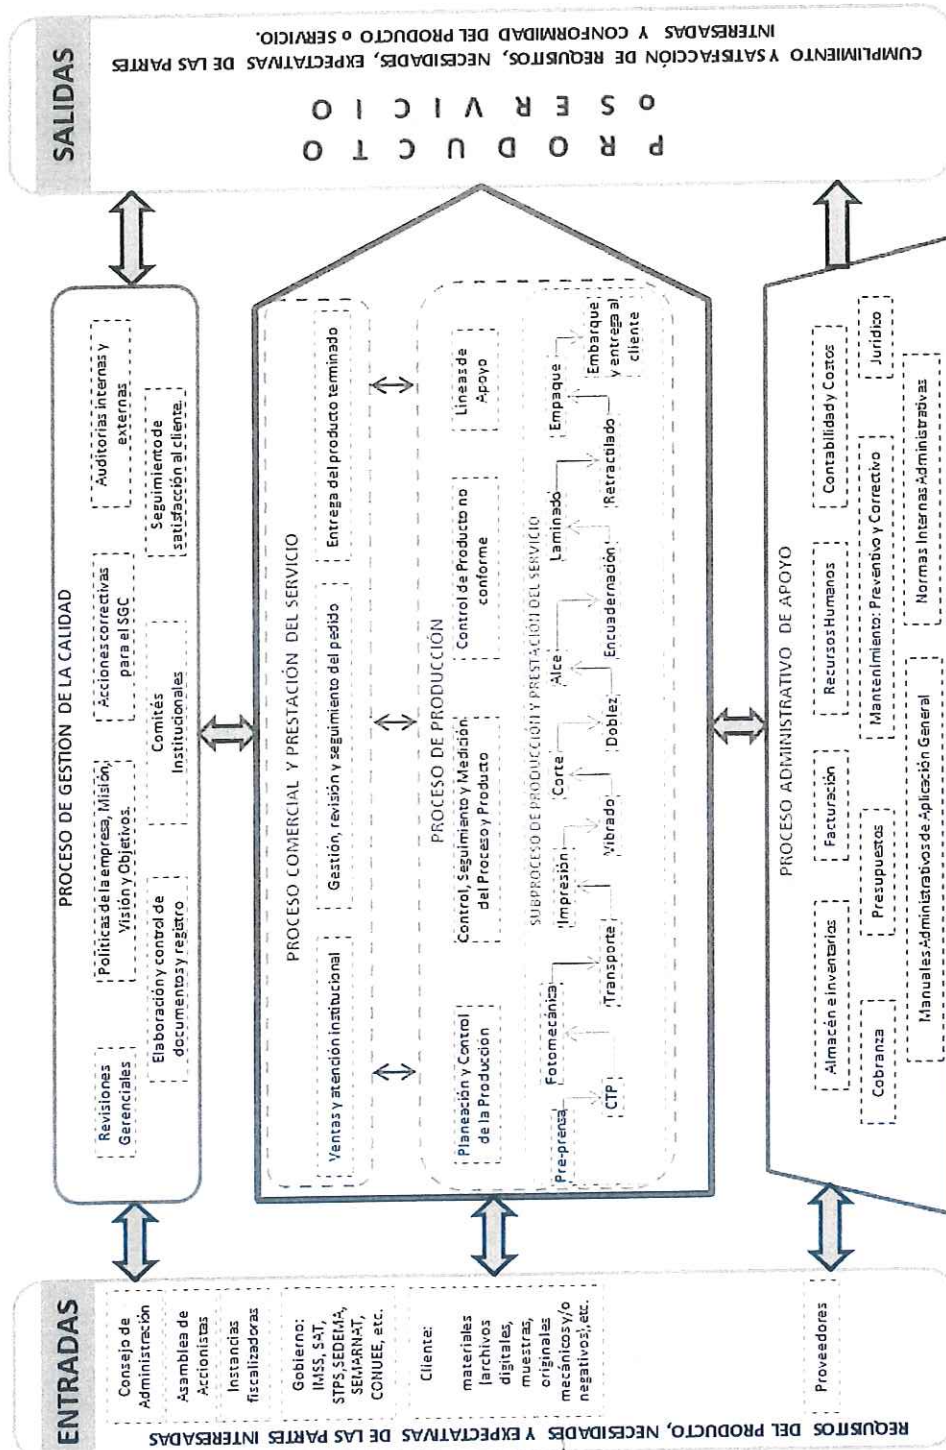 ENTRADAS
REQUISITOS DEL PRODUCTO, NECESIDADES Y EXPECTATIVAS DE LAS PARTES INTERESADAS
Consejo de
Administración
Asamblea de
Accionistas
Instancias
fiscalizadoras
Gobierno:
IMSS, SAT,
STPS,SEDEMA,
SEMARNAT,
CONUEE, etc.
Cliente:
materiales
(archivos
digitales,
muestras,
originales
mecánicos y/o
negativos),etc.
Proveedores
PROCESO DE GESTION DE LA CALIDAD
Revisiones
Gerenciales
Políticas de la empresa, Misión,
Visión y Objetivos.
Acciones correctivas
para el SGC
Auditorias internas y
externas
Elaboración y control de
documentos y registro
Comités
Institucionales
Seguimiento de
satisfacción al cliente.
PROCESO COMERCIAL Y PRESTACIÓN DEL SERVICIO
Ventas y atención institucional
Gestión, revisión y seguimiento del pedido
Entrega del producto terminado
PROCESO DE PRODUCCIÓN
Planeación y Control
de la Producción
Control, Seguimiento y Medición
del Proceso y Producto
Control de Producto no
conforme
Lineas de
Apoyo
SUBPROCESO DE PRODUCCIÓN Y PRESTACIÓN DEL SERVICIO
Pre-prensa
Fotomecánica
Impresión
Corte
Alce
Laminado
Empaque
CTP
Transporte
Vibrado
Doblez
Encuadernación
Retractilado
Embarque
y entrega al
cliente
PROCESO ADMINISTRATIVO DE APOYO
Almacén e inventarios
Facturación
Recursos Humanos
Contabilidad y Costos
Cobranza
Presupuestos
Mantenimiento: Preventivo y Correctivo
Jurídico
Manuales Administrativos de Aplicación General
Normas Internas Administrativas
SALIDAS
PRODUCTO
o SERVICIO
CUMPLIMIENTO Y SATISFACCIÓN DE REQUISITOS, NECESIDADES, EXPECTATIVAS DE LAS PARTES
INTERESADAS Y CONFORMIDAD DEL PRODUCTO o SERVICIO.